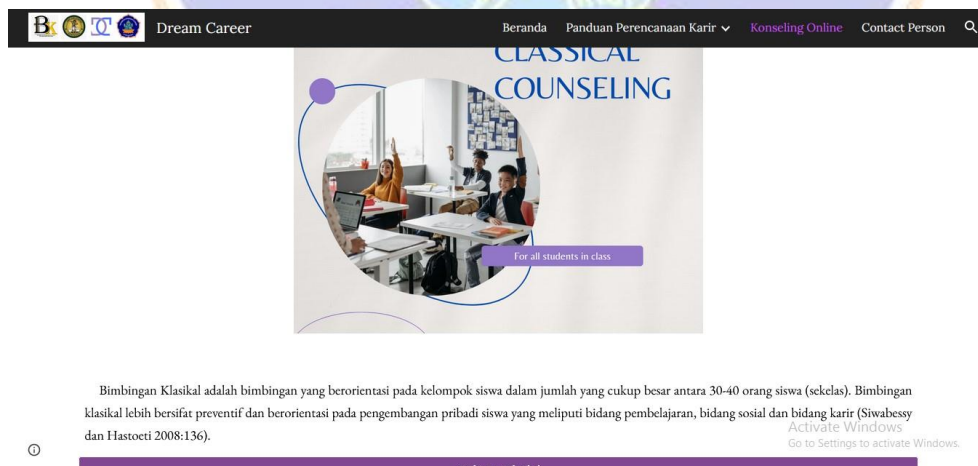 Bk
Dream Career
Beranda
Panduan Perencanaan Karir
Konseling Online
Contact Person
CLASSICAL
COUNSELING
For all students in class
Bimbingan Klasikal adalah bimbingan yang berorientasi pada kelompok siswa dalam jumlah yang cukup besar antara 30-40 orang siswa (sekelas). Bimbingan
klasikal lebih bersifat preventif dan berorientasi pada pengembangan pribadi siswa yang meliputi bidang pembelajaran, bidang sosial dan bidang karir (Siwabessy
dan Hastoeti 2008:136).
Activate Windows
Go to Settings to activate Windows.